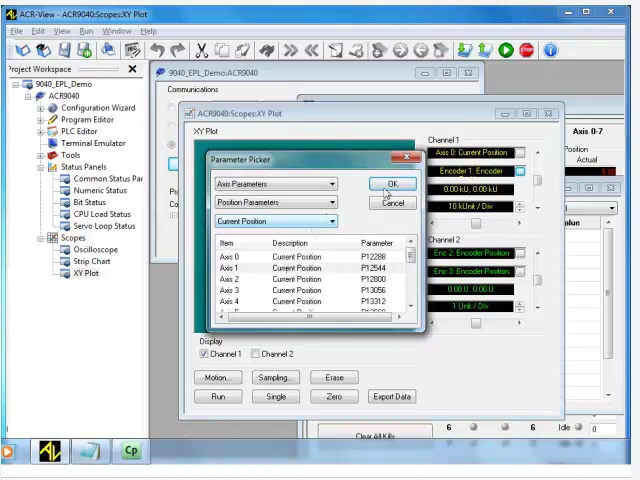 ACR-View - ACR9040:Scopes:XY Plot
File Edit View Run Window Help
Project Workspace
9040_EPL_Demo
ACR9040
Configuration Wizard
Program Editor
PLC Editor
Terminal Emulator
Tools
Status Panels
Common Status Par
Numeric Status
Bit Status
CPU Load Status
Servo Loop Status
Scopes
Oscilloscope
Strip Chart
XY Plot
9040_EPL_Demo:ACR9040
Communications
ACR9040:Scopes:XY Plot
XY Plot
Channel 1
Axis 0: Current Position
Encoder 1: Encoder
0.00 kU, 0.00 kU
10 kUnit / Div
Channel 2
Enc 2: Encoder Position
Enc 3: Encoder Position
0.00 U, 0.00 U
1 Unit / Div
Parameter Picker
Axis Parameters
OK
Position Parameters
Cancel
Current Position
Item Description Parameter
Axis 0 Current Position P12288
Axis 1 Current Position P12544
Axis 2 Current Position P12800
Axis 3 Current Position P13056
Axis 4 Current Position P13312
Display
Channel 1 Channel 2
Motion... Sampling... Erase
Run Single Zero Export Data
Axis 0-7
Position
Actual
Clear All Kills
6 6 Idle 0
Cp